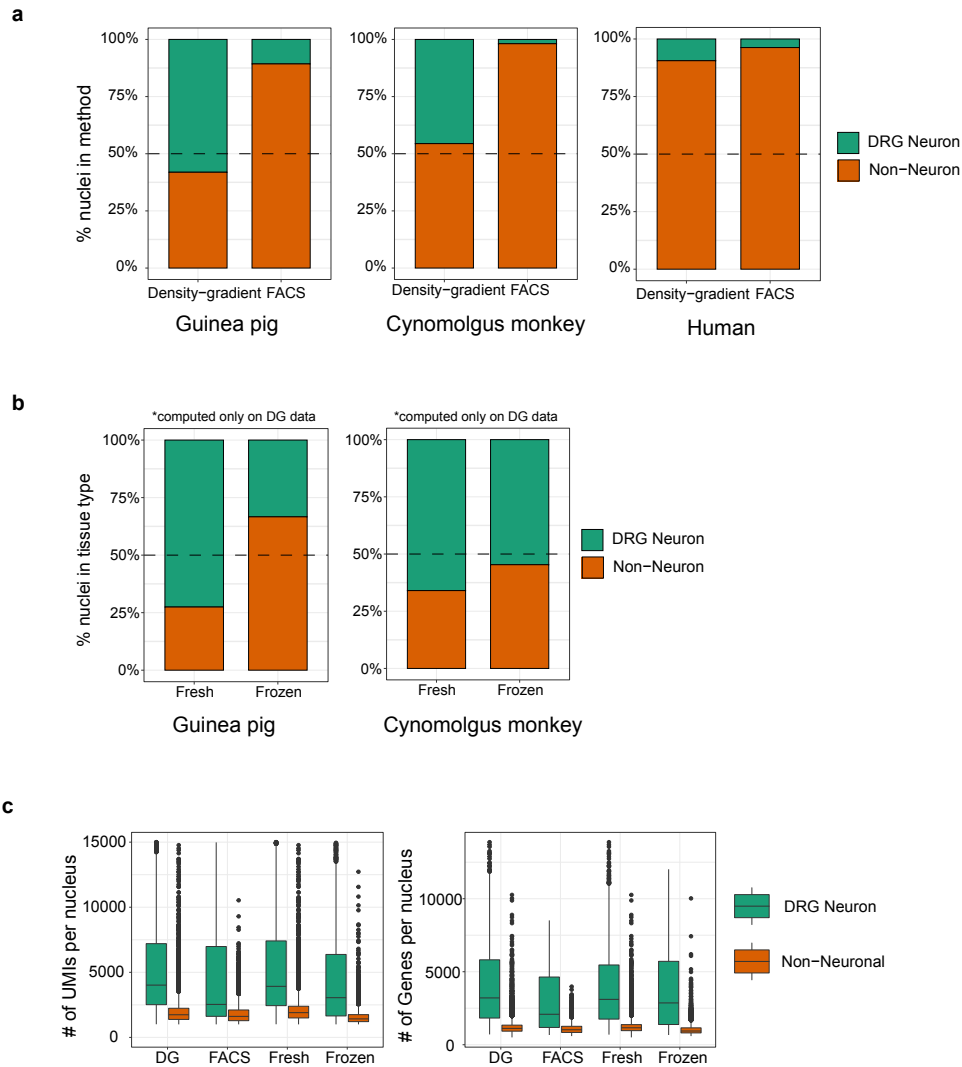 a
% nuclei in method
100%
75%
50%
25%
0%
Density−gradient FACS
Guinea pig
100%
75%
50%
25%
0%
Density−gradient FACS
Cynomolgus monkey
100%
75%
50%
25%
0%
Density−gradient FACS
Human
DRG Neuron
Non−Neuron
b
*computed only on DG data
% nuclei in tissue type
100%
75%
50%
25%
0%
Fresh Frozen
Guinea pig
*computed only on DG data
100%
75%
50%
25%
0%
Fresh Frozen
Cynomolgus monkey
DRG Neuron
Non−Neuron
c
# of UMIs per nucleus
15000
10000
5000
0
DG FACS Fresh Frozen
# of Genes per nucleus
10000
5000
0
DG FACS Fresh Frozen
DRG Neuron
Non−Neuronal